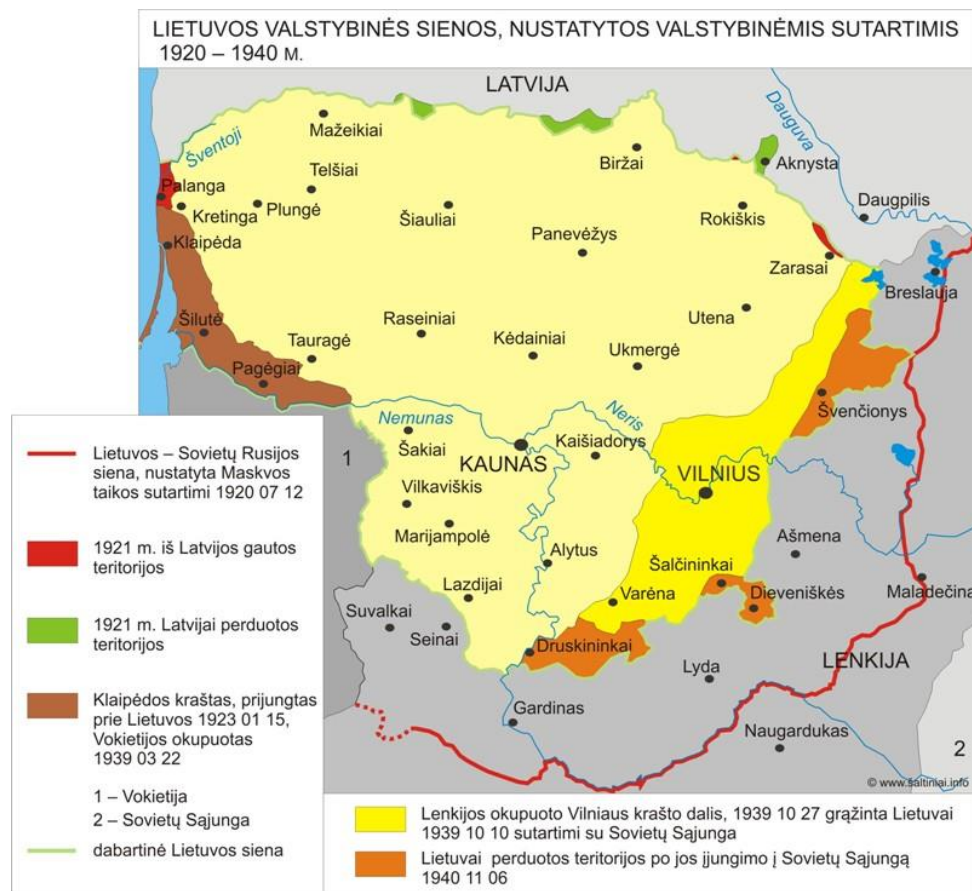 LIETUVOS VALSTYBINĖS SIENOS, NUSTATYTOS VALSTYBINĖMIS SUTARTIMIS
1920 – 1940 M.
LATVIJA
Dauguva
Mažeikiai
Šventoji
Biržai
Aknysta
Telšiai
Palanga
Kretinga
Plungė
Šiauliai
Rokiškis
Daugpilis
Panevėžys
Klaipėda
Zarasai
Breslauja
Utena
Šilutė
Raseiniai
Kėdainiai
Tauragė
Ukmergė
Pagėgiai
Švenčionys
Nemunas
Neris
Šakiai
KAUNAS
Kaišiadorys
1
VILNIUS
Vilkaviškis
Marijampolė
Alytus
Ašmena
Šalčininkai
Lazdijai
Varėna
Dieveniškės
Maladečina
Suvalkai
Seinai
Druskininkai
Lyda
LENKIJA
Gardinas
Naugardukas
2
© www.šaltiniai.info
Lietuvos – Sovietų Rusijos
siena, nustatyta Maskvos
taikos sutartimi 1920 07 12
1921 m. iš Latvijos gautos
teritorijos
1921 m. Latvijai perduotos
teritorijos
Klaipėdos kraštas, prijungtas
prie Lietuvos 1923 01 15,
Vokietijos okupuotas
1939 03 22
1 – Vokietija
2 – Sovietų Sąjunga
dabartinė Lietuvos siena
Lenkijos okupuoto Vilniaus krašto dalis, 1939 10 27 grąžinta Lietuvai
1939 10 10 sutartimi su Sovietų Sąjunga
Lietuvai perduotos teritorijos po jos įjungimo į Sovietų Sąjungą
1940 11 06